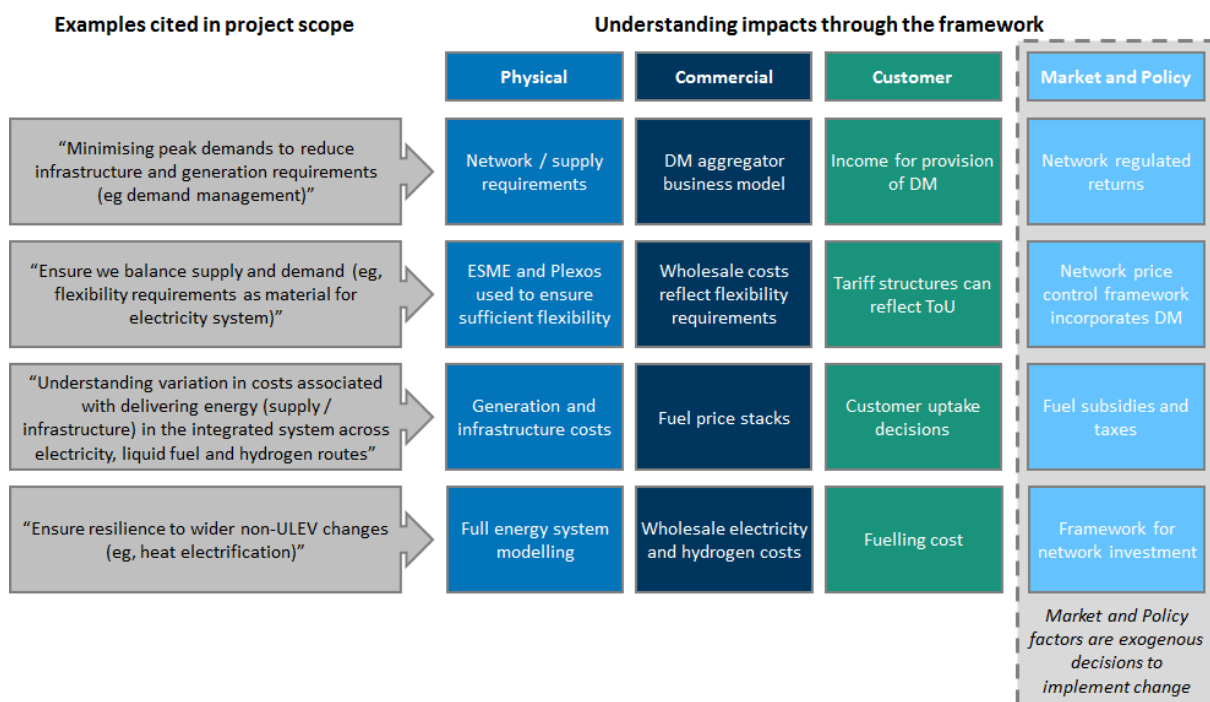 Examples cited in project scope
Understanding impacts through the framework
Physical
Commercial
Customer
Market and Policy
“Minimising peak demands to reduce
infrastructure and generation requirements
(eg demand management)”
Network / supply
requirements
DM aggregator
business model
Income for provision
of DM
Network regulated
returns
“Ensure we balance supply and demand (eg,
flexibility requirements as material for
electricity system)”
ESME and Plexos
used to ensure
sufficient flexibility
Wholesale costs
reflect flexibility
requirements
Tariff structures can
reflect ToU
Network price
control framework
incorporates DM
“Understanding variation in costs associated
with delivering energy (supply /
infrastructure) in the integrated system across
electricity, liquid fuel and hydrogen routes”
Generation and
infrastructure costs
Fuel price stacks
Customer uptake
decisions
Fuel subsidies and
taxes
“Ensure resilience to wider non-ULEV changes
(eg, heat electrification)”
Full energy system
modelling
Wholesale electricity
and hydrogen costs
Fuelling cost
Framework for
network investment
Market and Policy
factors are exogenous
decisions to
implement change